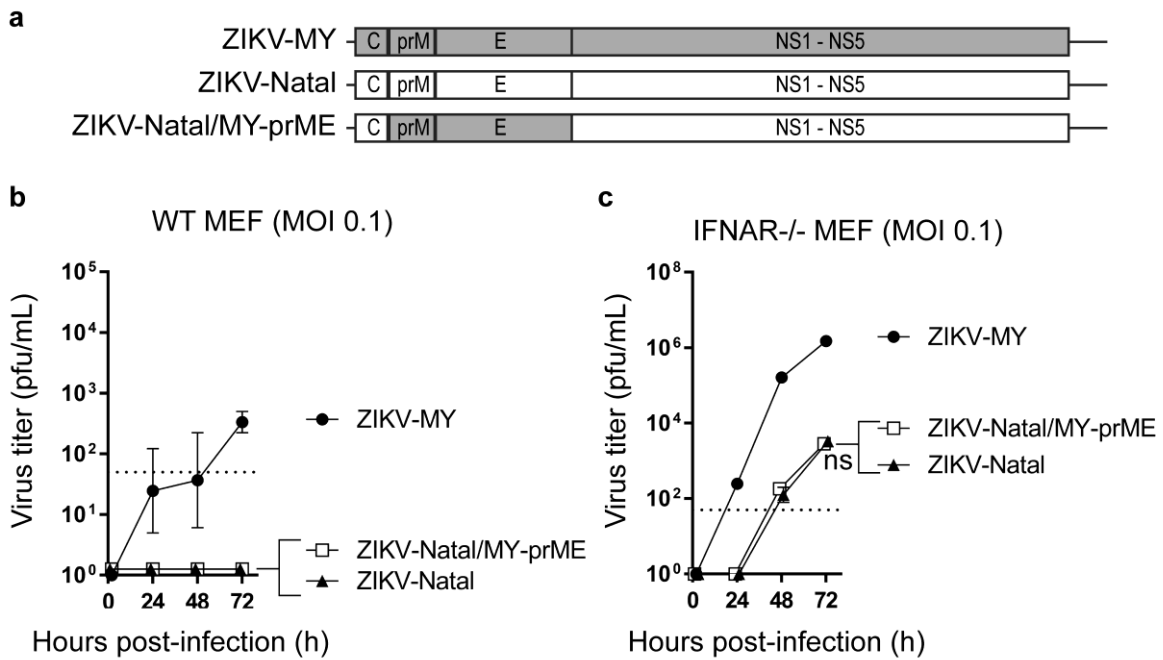 a
ZIKV-MY
C prM E NS1 - NS5
ZIKV-Natal
C prM E NS1 - NS5
ZIKV-Natal/MY-prME
C prM E NS1 - NS5
b
WT MEF (MOI 0.1)
Virus titer (pfu/mL)
10^5
10^4
10^3
10^2
10^1
10^0
0 24 48 72
Hours post-infection (h)
ZIKV-MY
ZIKV-Natal/MY-prME
ZIKV-Natal
c
IFNAR-/- MEF (MOI 0.1)
Virus titer (pfu/mL)
10^8
10^6
10^4
10^2
10^0
0 24 48 72
Hours post-infection (h)
ZIKV-MY
ZIKV-Natal/MY-prME
ns
ZIKV-Natal